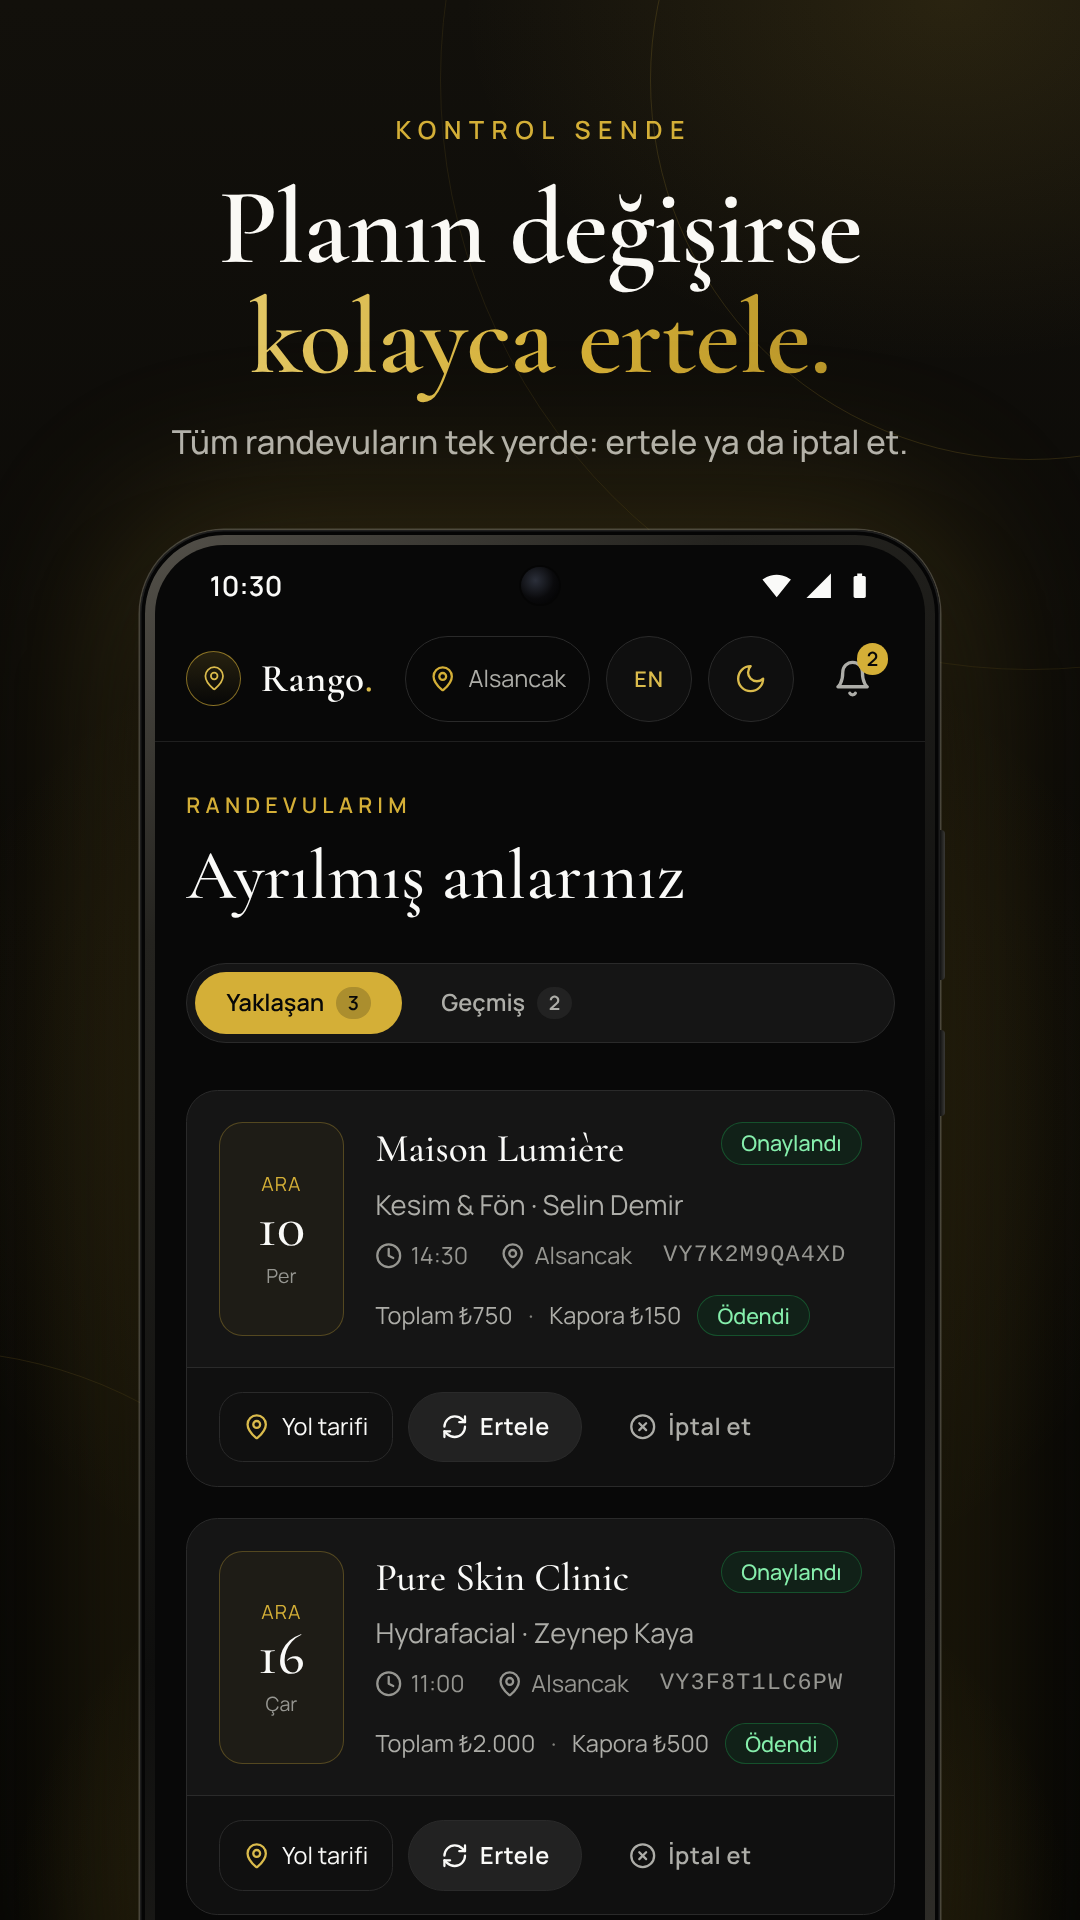 KONTROL SENDE
Planın değişirse
kolayca ertele.
Tüm randevuların tek yerde: ertele ya da iptal et.
10:30
Rango. Alsancak EN 2
RANDEVULARIM
Ayrılmış anlarınız
Yaklaşan 3 Geçmiş 2
ARA
10
Per
Maison Lumière Onaylandı
Kesim & Fön · Selin Demir
14:30 Alsancak VY7K2M9QA4XD
Toplam ₺750 · Kapora ₺150 Ödendi
Yol tarifi Ertele İptal et
ARA
16
Çar
Pure Skin Clinic Onaylandı
Hydrafacial · Zeynep Kaya
11:00 Alsancak VY3F8T1LC6PW
Toplam ₺2.000 · Kapora ₺500 Ödendi
Yol tarifi Ertele İptal et